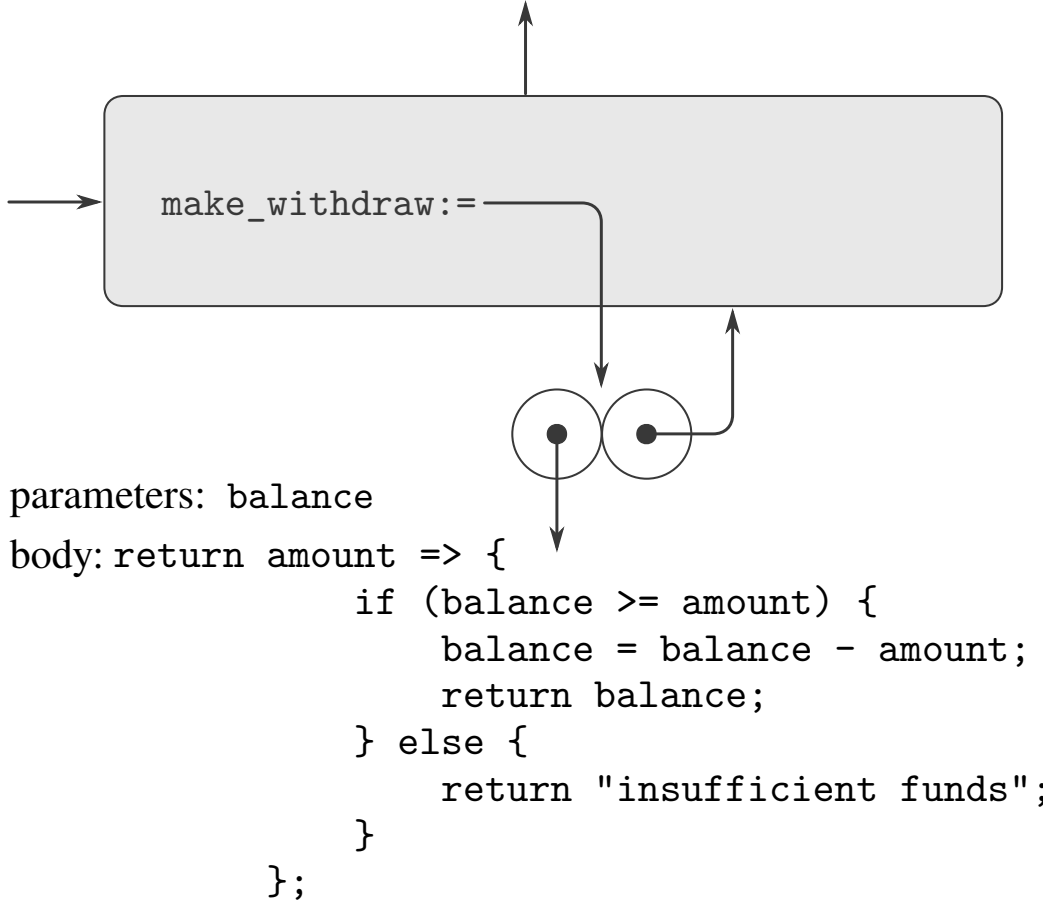 make_withdraw:=
parameters: balance
body: return amount => {
if (balance >= amount) {
balance = balance - amount;
return balance;
} else {
return "insufficient funds";
}
};